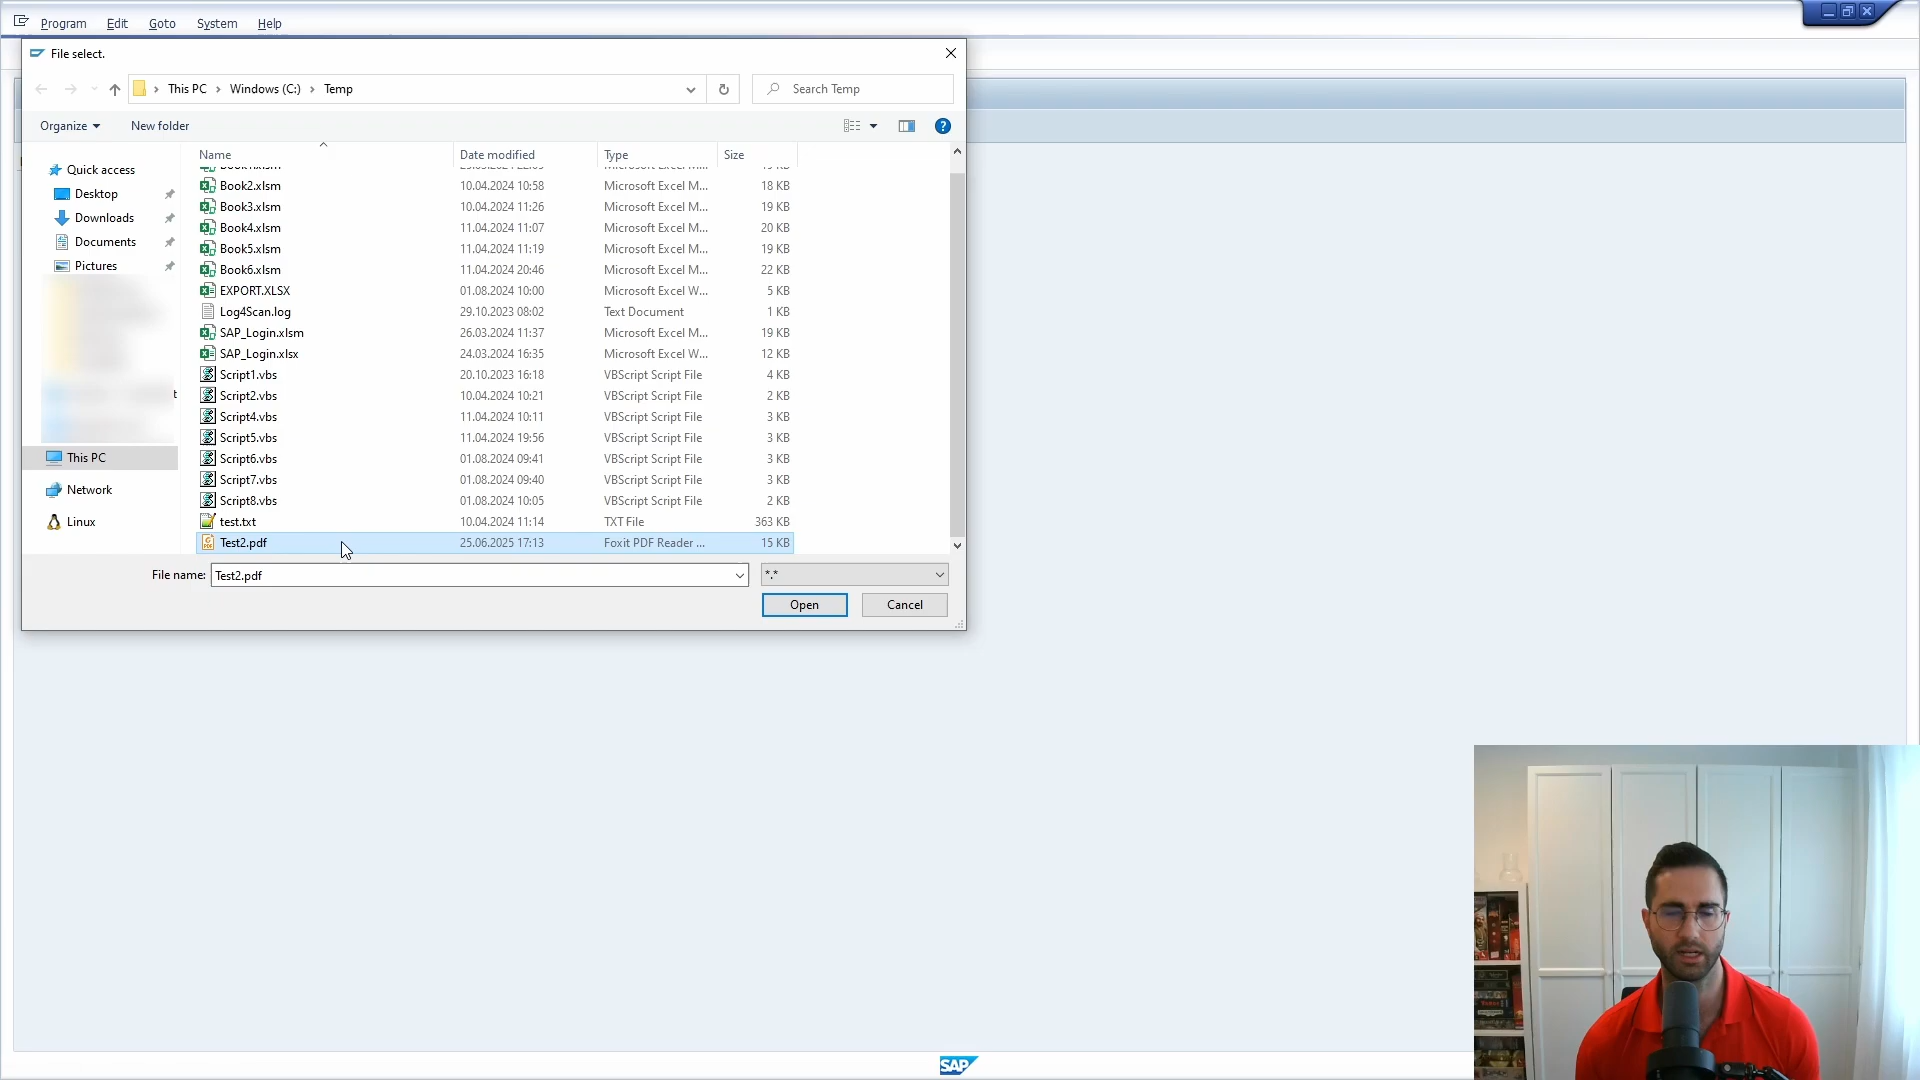 Program Edit Goto System Help
File select.
This PC Windows (C:) Temp
Search Temp
Organize New folder
Name Date modified Type Size
Quick access
Desktop
Downloads
Documents
Pictures
This PC
Network
Linux
Book2.xlsm 10.04.2024 10:58 Microsoft Excel M... 18 KB
Book3.xlsm 10.04.2024 11:26 Microsoft Excel M... 19 KB
Book4.xlsm 11.04.2024 11:07 Microsoft Excel M... 20 KB
Book5.xlsm 11.04.2024 11:19 Microsoft Excel M... 19 KB
Book6.xlsm 11.04.2024 20:46 Microsoft Excel M... 22 KB
EXPORT.XLSX 01.08.2024 10:00 Microsoft Excel W... 5 KB
Log4Scan.log 29.10.2023 08:02 Text Document 1 KB
SAP_Login.xlsm 26.03.2024 11:37 Microsoft Excel M... 19 KB
SAP_Login.xlsx 24.03.2024 16:35 Microsoft Excel W... 12 KB
Script1.vbs 20.10.2023 16:18 VBScript Script File 4 KB
Script2.vbs 10.04.2024 10:21 VBScript Script File 2 KB
Script4.vbs 11.04.2024 10:11 VBScript Script File 3 KB
Script5.vbs 11.04.2024 19:56 VBScript Script File 3 KB
Script6.vbs 01.08.2024 09:41 VBScript Script File 3 KB
Script7.vbs 01.08.2024 09:40 VBScript Script File 3 KB
Script8.vbs 01.08.2024 10:05 VBScript Script File 2 KB
test.txt 10.04.2024 11:14 TXT File 363 KB
Test2.pdf 25.06.2025 17:13 Foxit PDF Reader ... 15 KB
File name: Test2.pdf *.*
Open Cancel
SAP